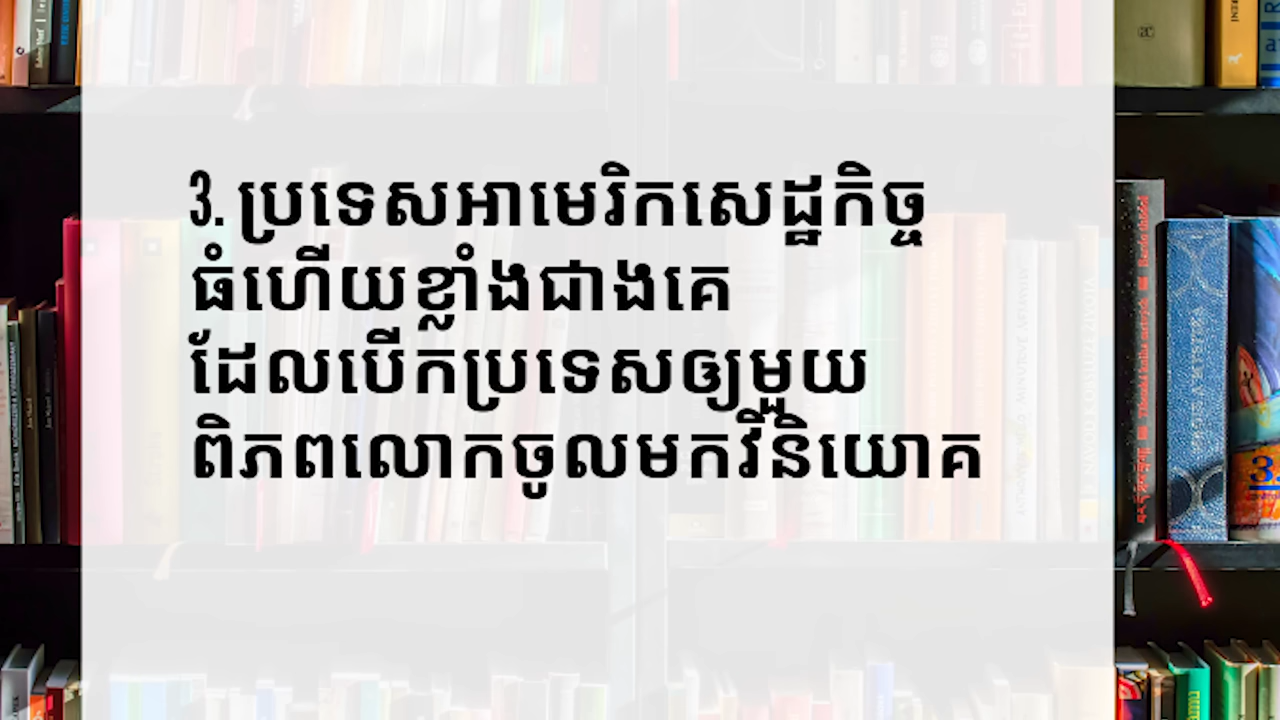 3. ប្រទេសអាមេរិកសេដ្ឋកិច្ច
ធំហើយខ្លាំងជាងគេ
ដែលបើកប្រទេសឲ្យមួយ
ពិភពលោកចូលមកវិនិយោគ